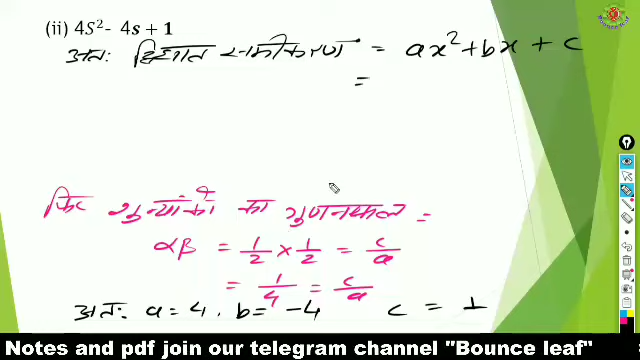 (ii) 4S²- 4s + 1
अतः द्विघात समीकरण = ax² + bx + c
=
फिर शून्यांकों का गुणनफल =
αβ = 1/2 × 1/2 = c/a
= 1/4 = c/a
अतः a = 4, b = -4 c = 1
Notes and pdf join our telegram channel "Bounce leaf"